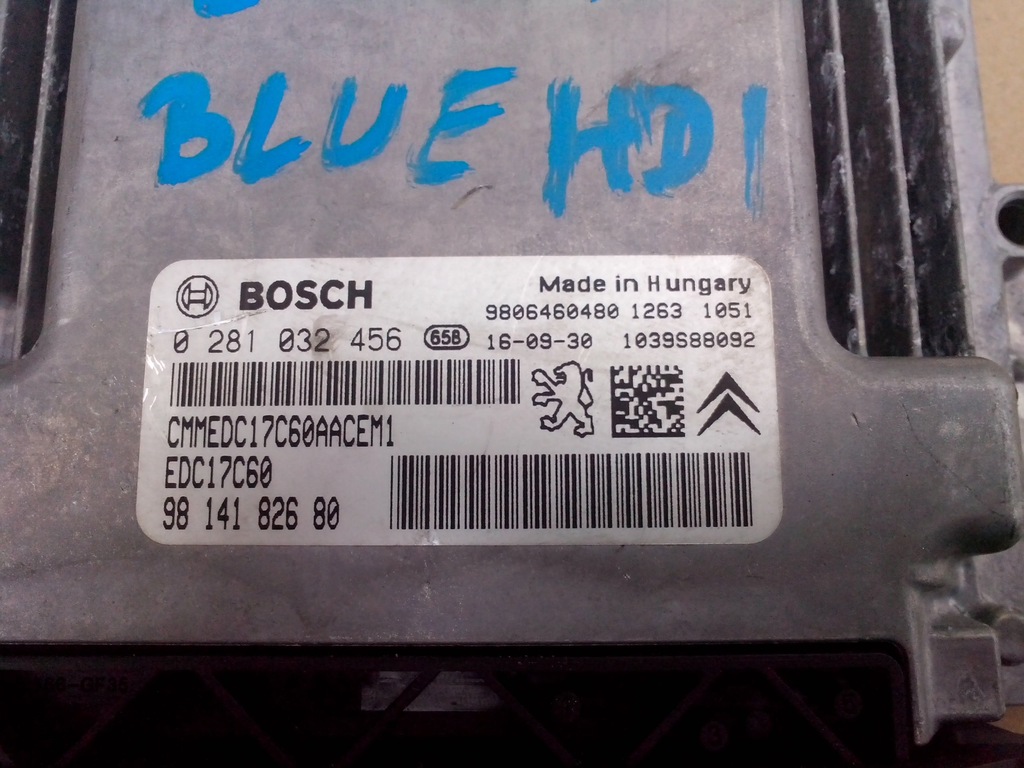 BLUE HDI
BOSCH
Made in Hungary
9806460480 1263 1051
0 281 032 456 65B 16-09-30 1039S88092
CMMEDC17C60AACEM1
EDC17C60
98 141 826 80